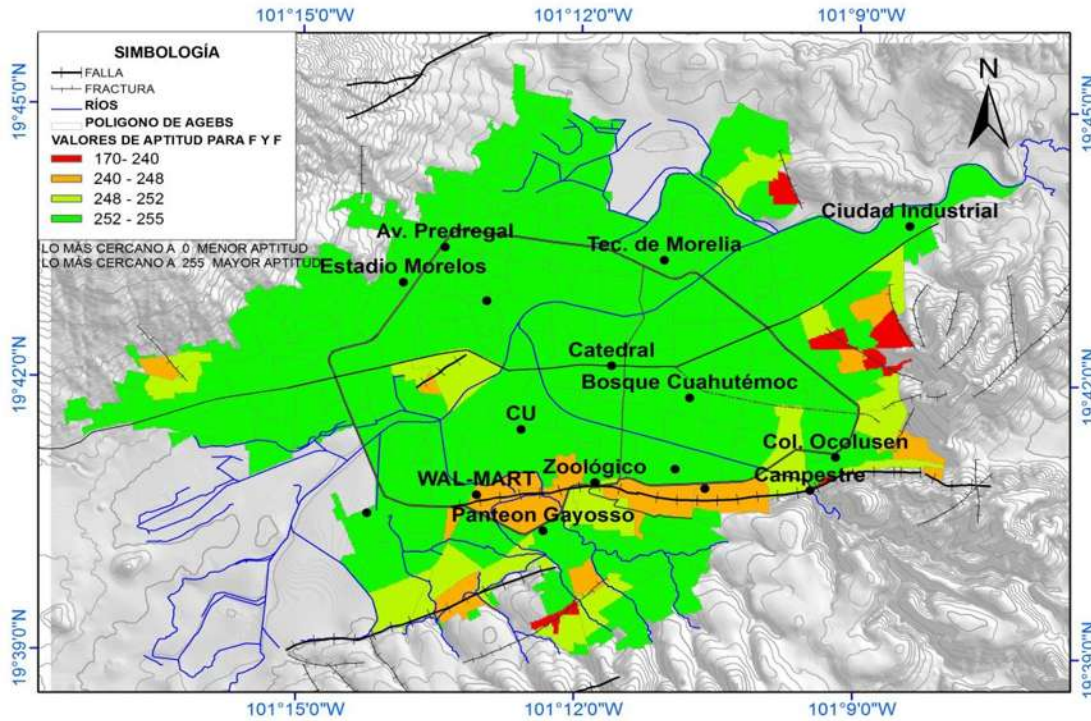 101°15'0"W 101°12'0"W 101°9'0"W
SIMBOLOGÍA
FALLA
FRACTURA
RÍOS
POLIGONO DE AGEBS
VALORES DE APTITUD PARA F Y F
170- 240
240 - 248
248 - 252
252 - 255
LO MÁS CERCANO A 0 MENOR APTITUD
LO MÁS CERCANO A 255 MAYOR APTITUD
N
19°45'0"N
19°45'0"N
Ciudad Industrial
Av. Predregal
Tec. de Morelia
Estadio Morelos
Catedral
19°42'0"N
19°42'0"N
Bosque Cuahutémoc
CU
Col. Ocolusen
Zoológico
WAL-MART
Campestre
Panteon Gayosso
19°39'0"N
19°39'0"N
101°15'0"W 101°12'0"W 101°9'0"W